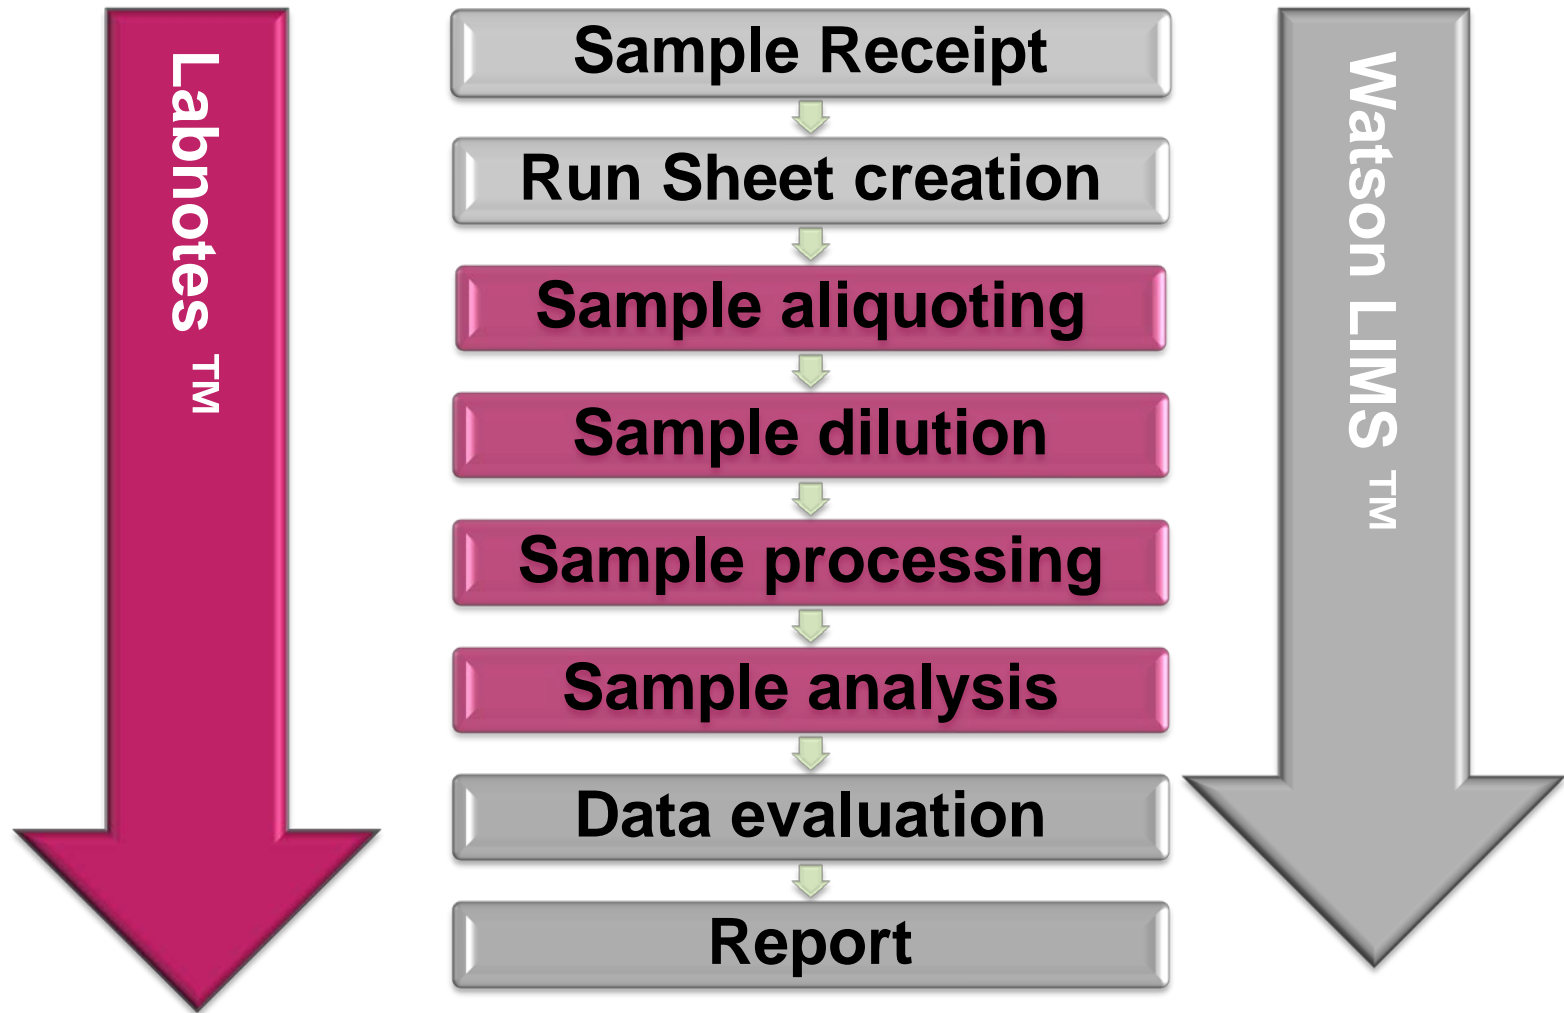 Labnotes ™
Sample Receipt
Run Sheet creation
Sample aliquoting
Sample dilution
Sample processing
Sample analysis
Data evaluation
Report
Watson LIMS ™